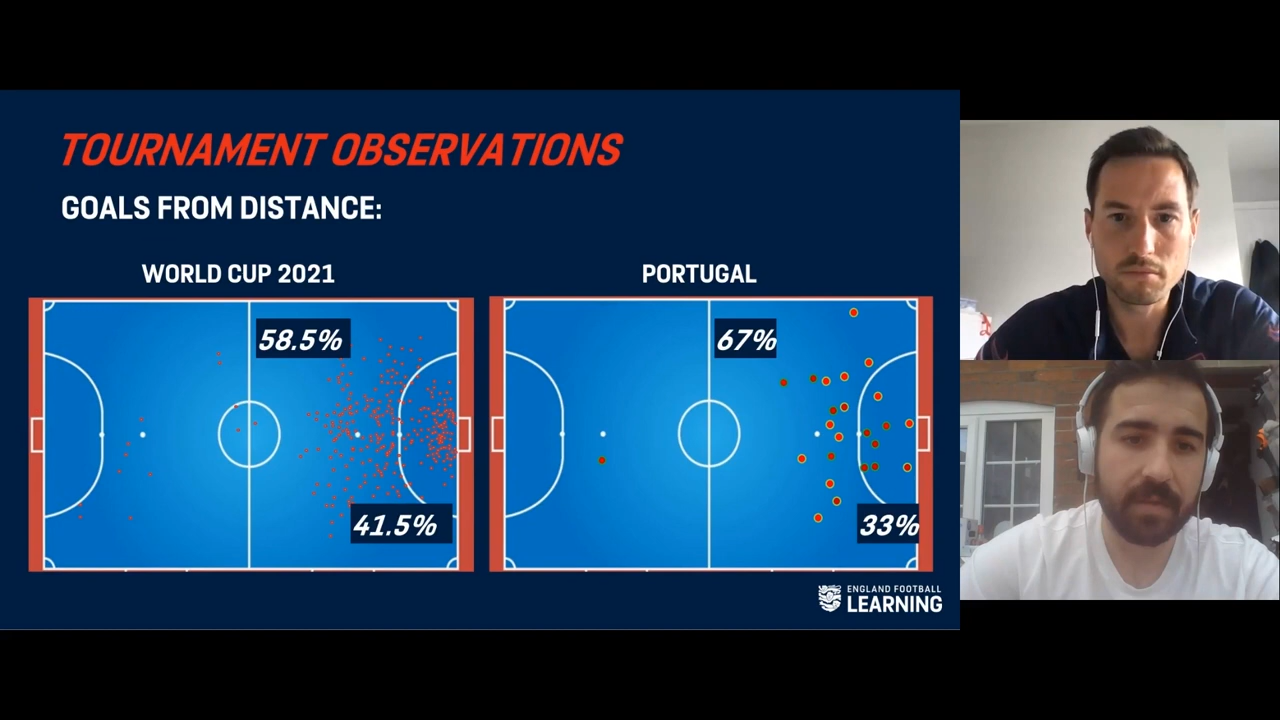 TOURNAMENT OBSERVATIONS
GOALS FROM DISTANCE:
WORLD CUP 2021
PORTUGAL
58.5%
67%
41.5%
33%
ENGLAND FOOTBALL
LEARNING